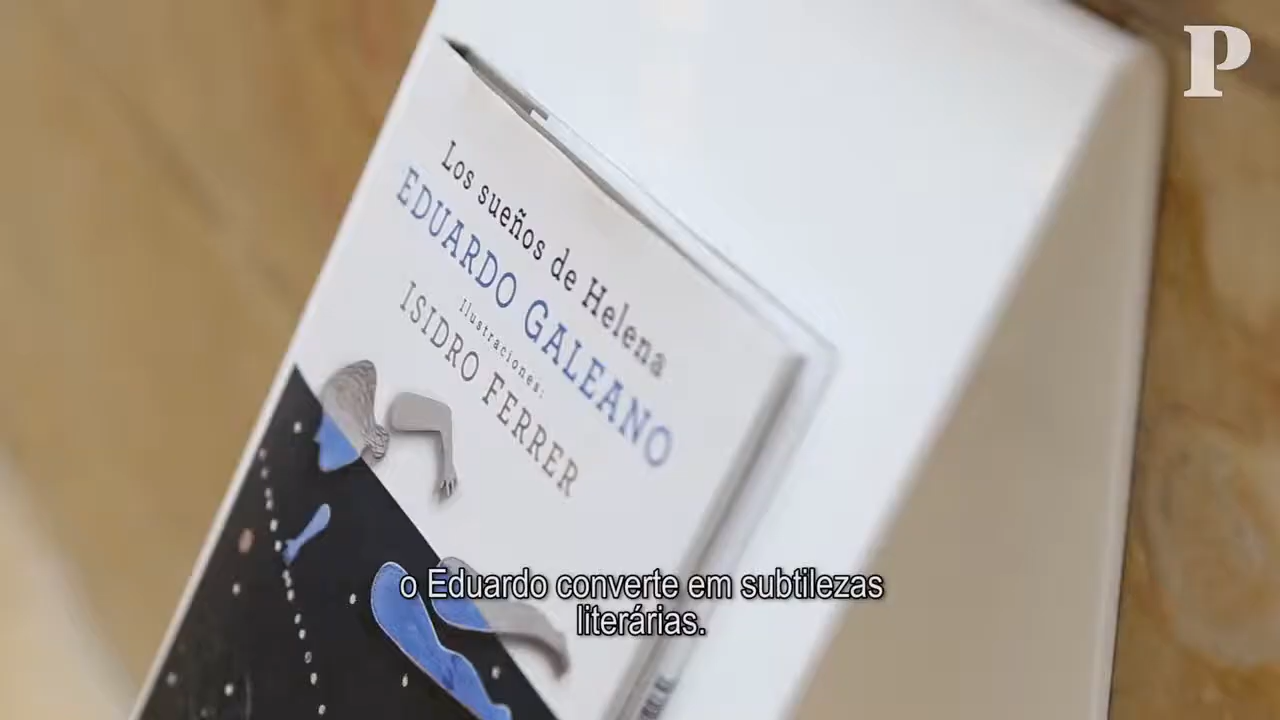 P
Los sueños de Helena
EDUARDO GALEANO
Ilustraciones:
ISIDRO FERRER
o Eduardo converte em subtilezas
literárias.